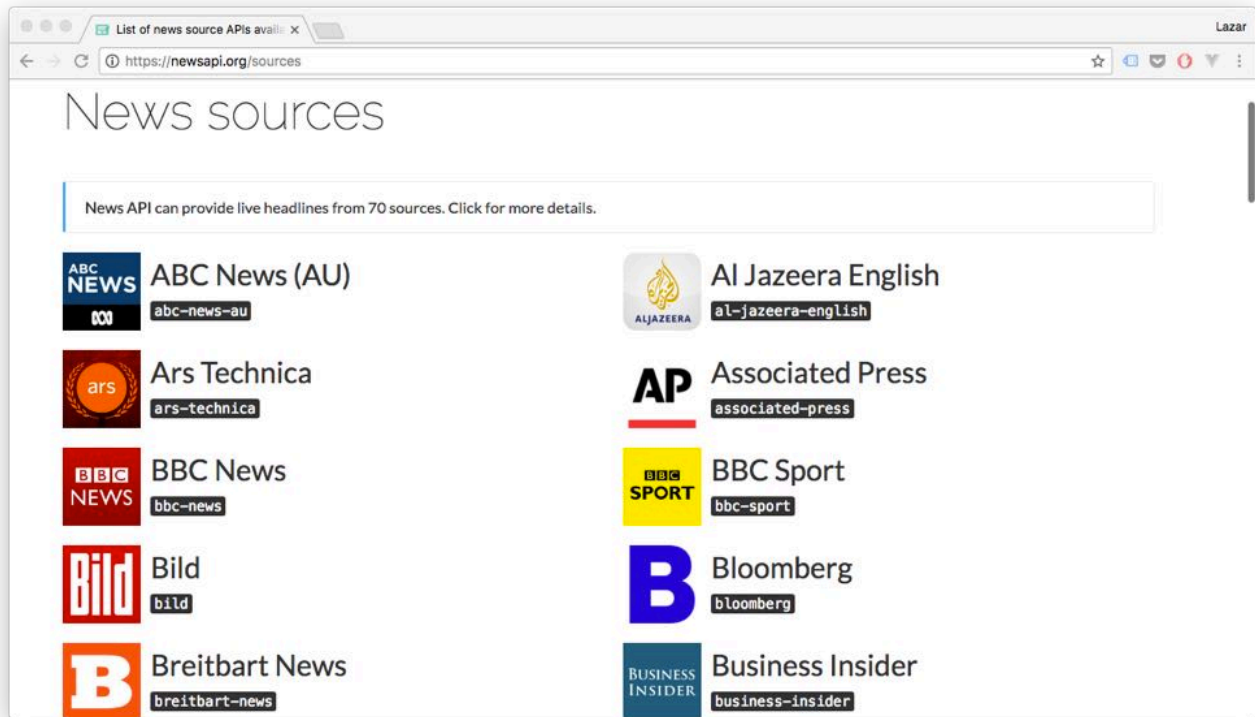 List of news source APIs availa
Lazar
https://newsapi.org/sources
News sources
News API can provide live headlines from 70 sources. Click for more details.
ABC NEWS
ABC News (AU)
abc-news-au
ALJAZEERA
Al Jazeera English
al-jazeera-english
ars
Ars Technica
ars-technica
AP
Associated Press
associated-press
BBC
NEWS
BBC News
bbc-news
BBC
SPORT
BBC Sport
bbc-sport
Bild
Bild
bild
B
Bloomberg
bloomberg
B
Breitbart News
breitbart-news
BUSINESS
INSIDER
Business Insider
business-insider